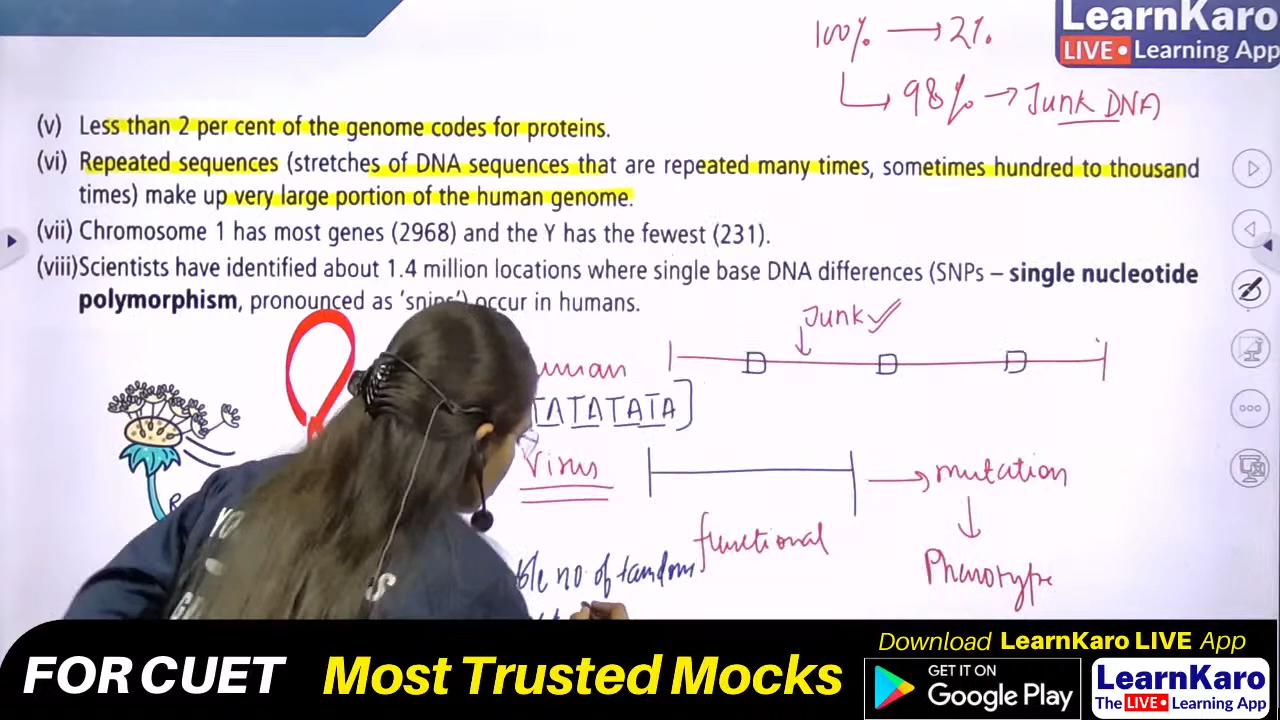 100% → 2%
LearnKaro
LIVE • Learning App
↳ 98% → Junk DNA
(v) Less than 2 per cent of the genome codes for proteins.
(vi) Repeated sequences (stretches of DNA sequences that are repeated many times, sometimes hundred to thousand
times) make up very large portion of the human genome.
(vii) Chromosome 1 has most genes (2968) and the Y has the fewest (231).
(viii) Scientists have identified about 1.4 million locations where single base DNA differences (SNPs – single nucleotide
polymorphism, pronounced as 'snips') occur in humans.
Junk ✓
uman
TATATATA]
Virus
→ mutation
functional
Phenotype
ble no of tandom
YO
S
FOR CUET Most Trusted Mocks
Download LearnKaro LIVE App
GET IT ON
Google Play
LearnKaro
The LIVE • Learning App